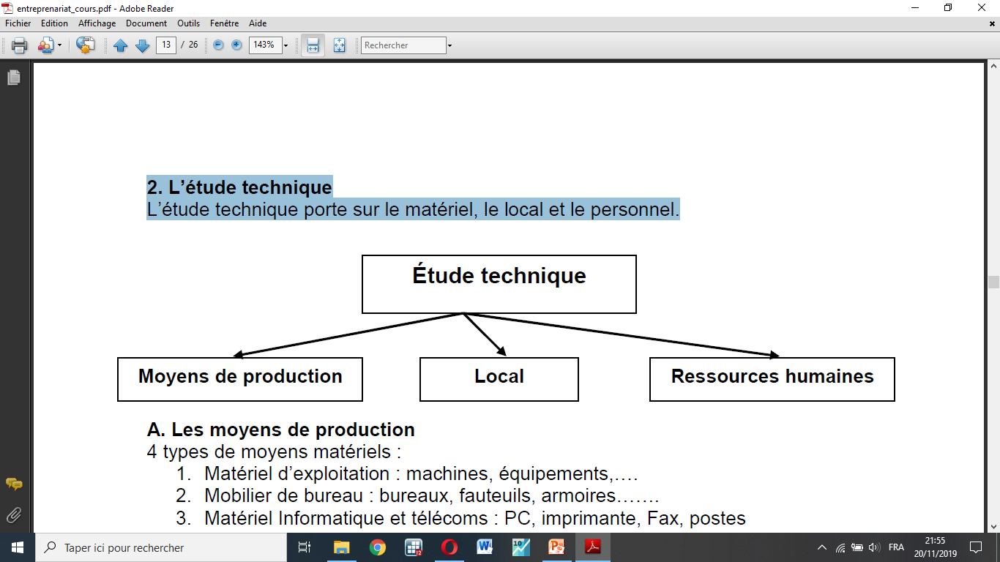 entreprenariat_cours.pdf - Adobe Reader
Fichier Edition Affichage Document Outils Fenêtre Aide
13 / 26 143% Rechercher
2. L’étude technique
L’étude technique porte sur le matériel, le local et le personnel.
Étude technique
Moyens de production Local Ressources humaines
A. Les moyens de production
4 types de moyens matériels :
1. Matériel d’exploitation : machines, équipements,….
2. Mobilier de bureau : bureaux, fauteuils, armoires…….
3. Matériel Informatique et télécoms : PC, imprimante, Fax, postes
Taper ici pour rechercher
FRA
21:55
20/11/2019